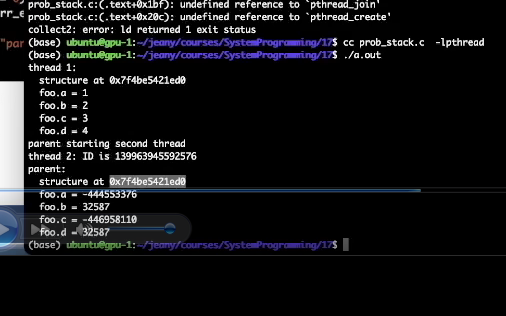 prob_stack.c:(.text+0x1bf): undefined reference to `pthread_join'
prob_stack.c:(.text+0x20c): undefined reference to `pthread_create'
collect2: error: ld returned 1 exit status
(base) ubuntu@gpu-1:~/jeany/courses/SystemProgramming/17$ cc prob_stack.c  -lpthread
(base) ubuntu@gpu-1:~/jeany/courses/SystemProgramming/17$ ./a.out
thread 1:
  structure at 0x7f4be5421ed0
  foo.a = 1
  foo.b = 2
  foo.c = 3
  foo.d = 4
parent starting second thread
thread 2: ID is 139963945592576
parent:
  structure at 0x7f4be5421ed0
  foo.a = -444553376
  foo.b = 32587
  foo.c = -446958110
  foo.d = 32587
(base) ubuntu@gpu-1:~/jeany/courses/SystemProgramming/17$